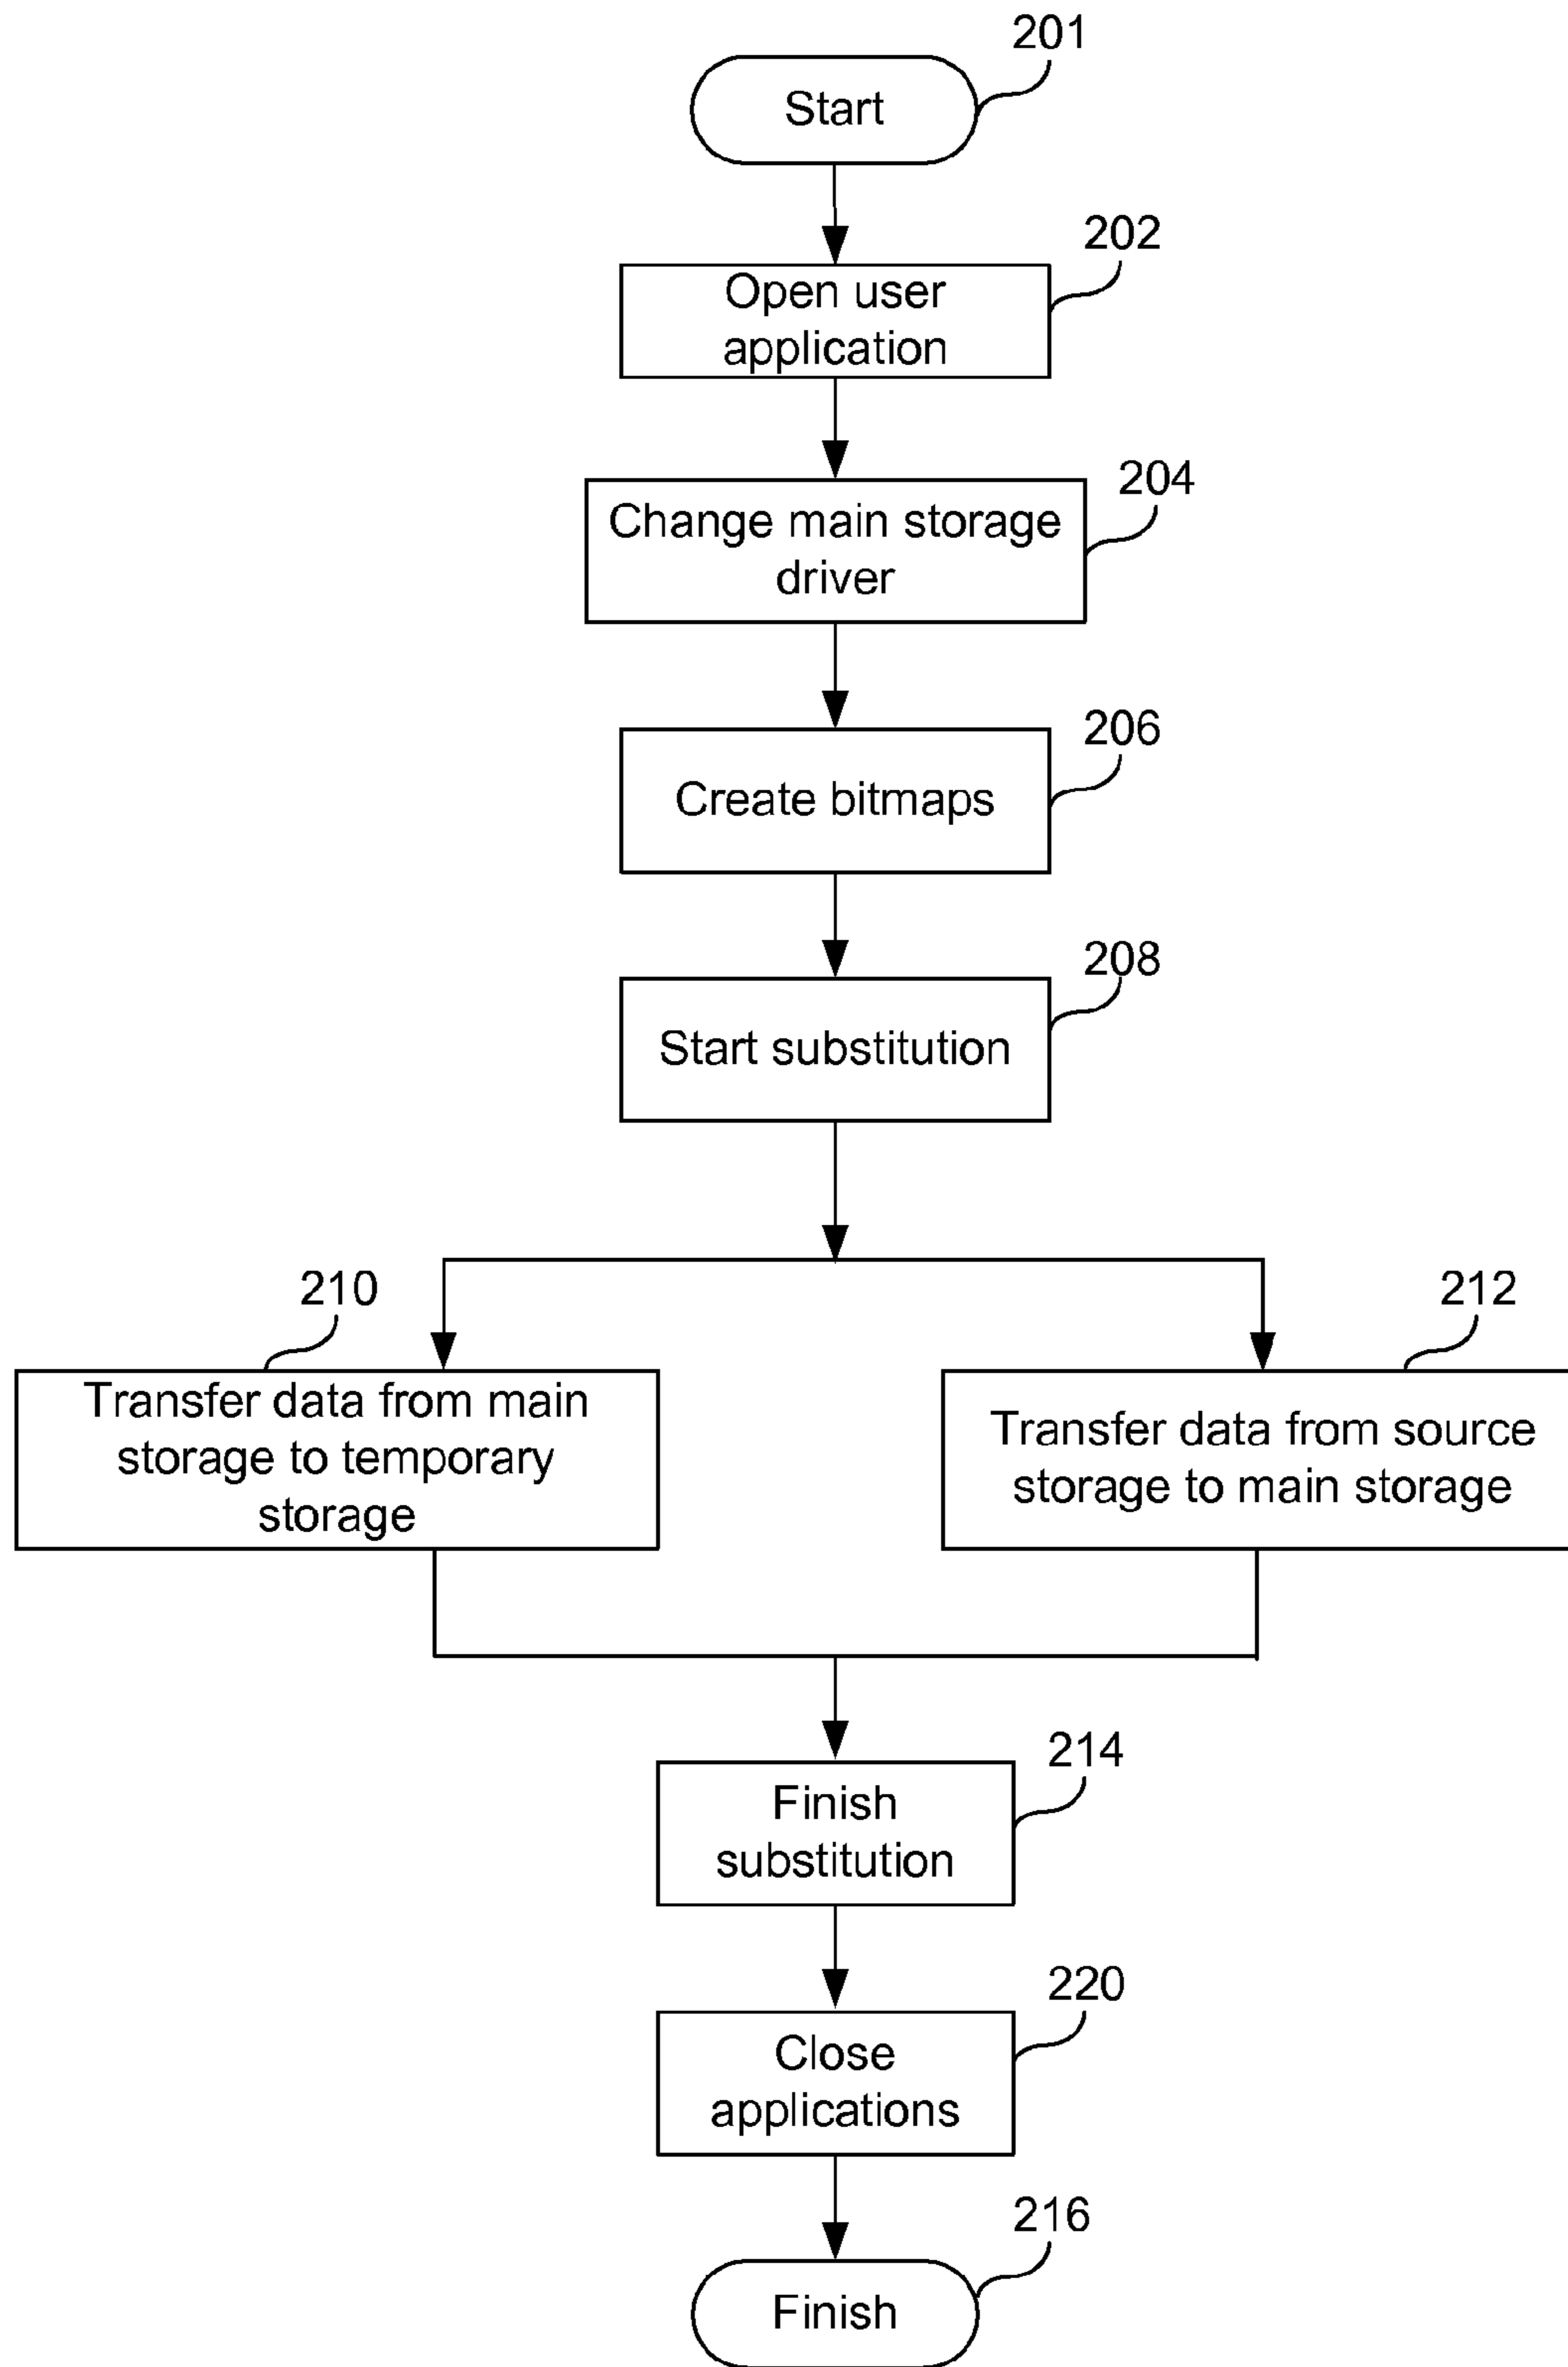 201
Start
202
Open user
application
204
Change main storage
driver
206
Create bitmaps
208
Start substitution
210
Transfer data from main
storage to temporary
storage
212
Transfer data from source
storage to main storage
214
Finish
substitution
220
Close
applications
216
Finish